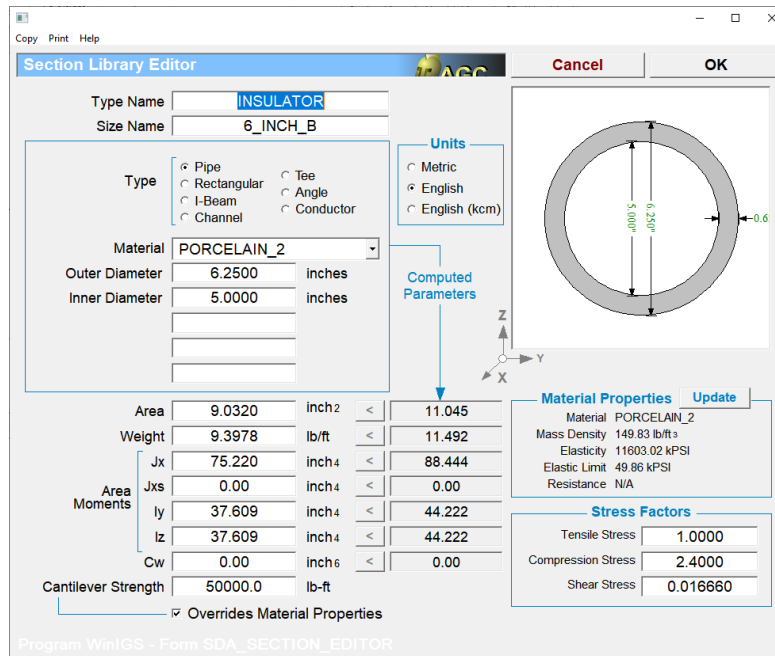 Copy Print Help
Section Library Editor
AGC
Cancel
OK
Type Name INSULATOR
Size Name 6_INCH_B
Type
Pipe
Rectangular
I-Beam
Channel
Tee
Angle
Conductor
Units
Metric
English
English (kcm)
Material PORCELAIN_2
Outer Diameter 6.2500 inches
Inner Diameter 5.0000 inches
Computed
Parameters
5.000"
6.250"
0.6
Z
Y
X
Area 9.0320 inch2 < 11.045
Weight 9.3978 lb/ft < 11.492
Area
Moments
Jx 75.220 inch4 < 88.444
Jxs 0.00 inch4 < 0.00
Iy 37.609 inch4 < 44.222
Iz 37.609 inch4 < 44.222
Cw 0.00 inch6 < 0.00
Cantilever Strength 50000.0 lb-ft
Overrides Material Properties
Material Properties Update
Material PORCELAIN_2
Mass Density 149.83 lb/ft3
Elasticity 11603.02 kPSI
Elastic Limit 49.86 kPSI
Resistance N/A
Stress Factors
Tensile Stress 1.0000
Compression Stress 2.4000
Shear Stress 0.016660
Program WinIGS - Form SDA_SECTION_EDITOR